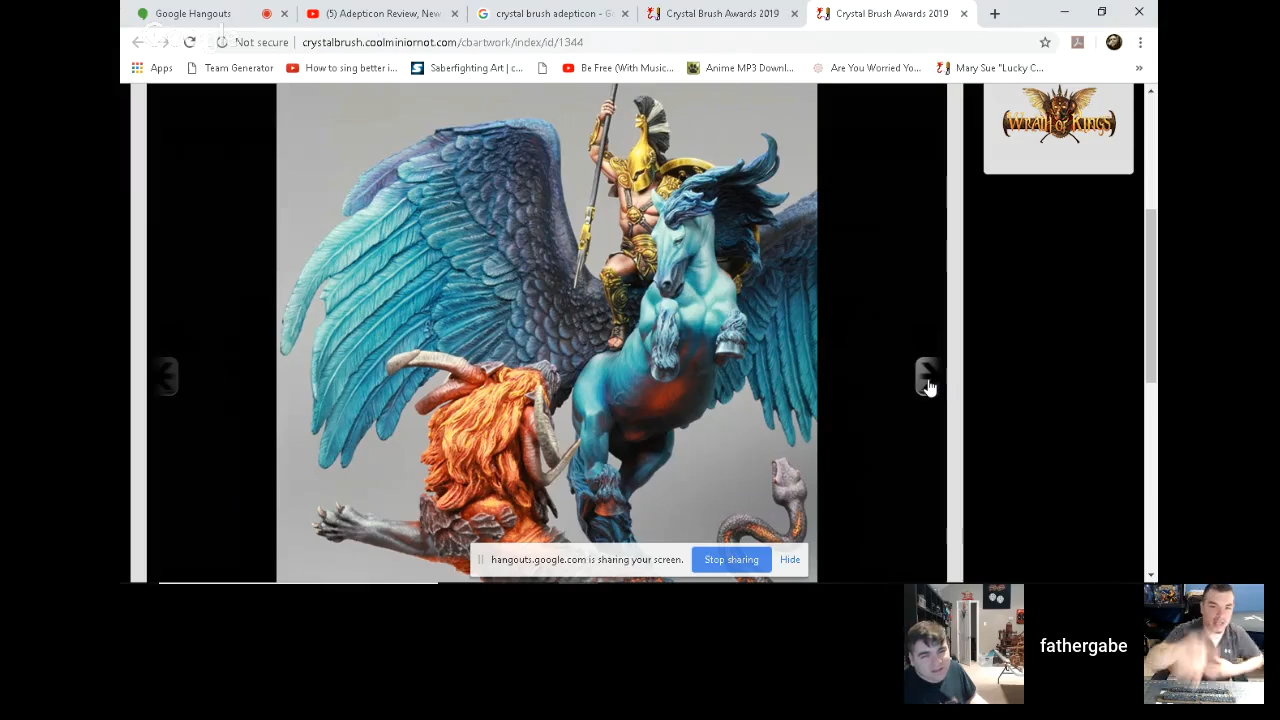 Google Hangouts
(5) Adepticon Review, New
crystal brush adepticon - G
Crystal Brush Awards 2019
Crystal Brush Awards 2019
Not secure
crystalbrush.coolminiornot.com/cbartwork/index/id/1344
Apps
Team Generator
How to sing better i...
Saberfighting Art | c...
Be Free (With Music...
Anime MP3 Downl...
Are You Worried Yo...
Mary Sue "Lucky C...
»
WRATH OF KINGS
hangouts.google.com is sharing your screen.
Stop sharing
Hide
fathergabe